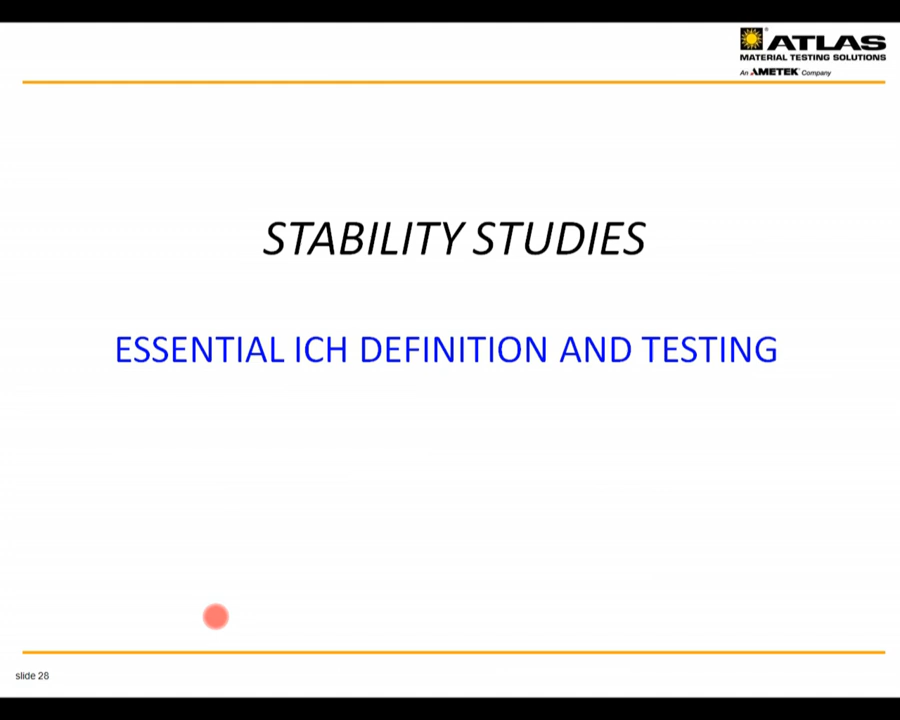 ATLAS
MATERIAL TESTING SOLUTIONS
An AMETEK Company
STABILITY STUDIES
ESSENTIAL ICH DEFINITION AND TESTING
slide 28